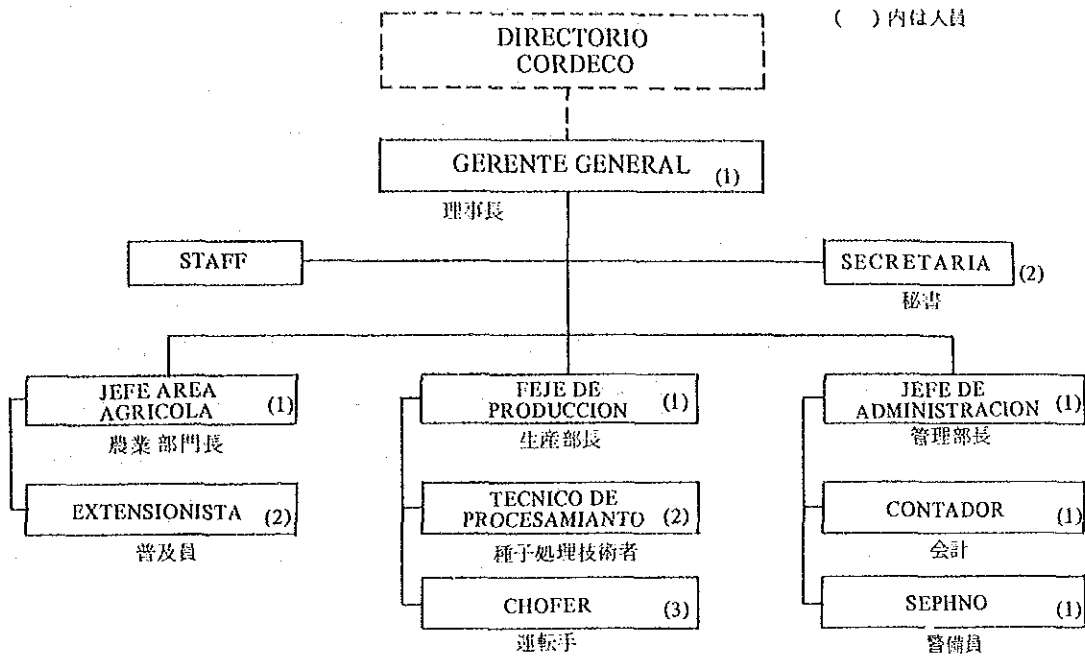 ( )内は人員
DIRECTORIO
CORDECO
GERENTE GENERAL (1)
理事長
STAFF
SECRETARIA (2)
秘書
JEFE AREA
AGRICOLA (1)
農業部門長
EXTENSIONISTA (2)
普及員
FEJE DE
PRODUCCION (1)
生産部長
TECNICO DE
PROCESAMIANTO (2)
種子処理技術者
CHOFER (3)
運転手
JEFE DE
ADMINISTRACION (1)
管理部長
CONTADOR (1)
会計
SEPHNO (1)
警備員